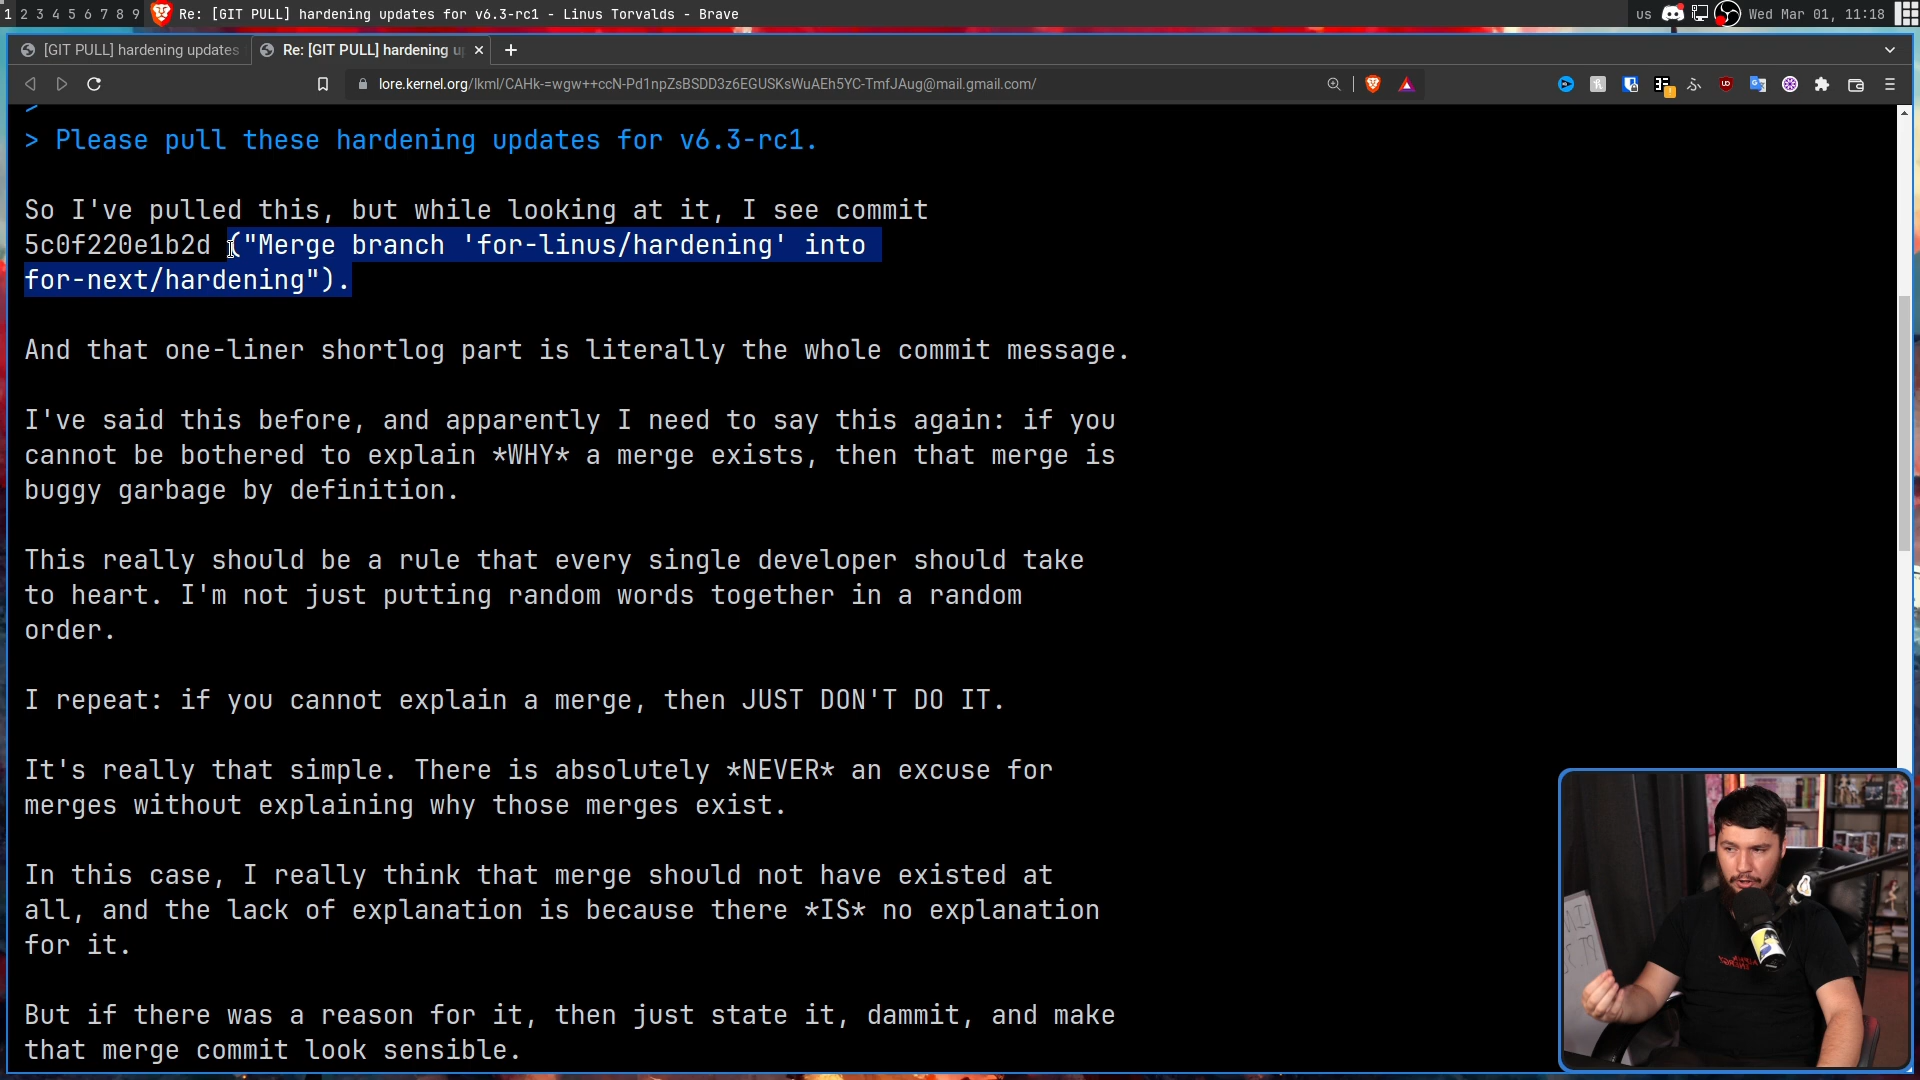 1 2 3 4 5 6 7 8 9 Re: [GIT PULL] hardening updates for v6.3-rc1 - Linus Torvalds - Brave us Wed Mar 01, 11:18
[GIT PULL] hardening updates Re: [GIT PULL] hardening u
lore.kernel.org/lkml/CAHk-=wgw++ccN-Pd1npZsBSDD3z6EGUSKsWuAEh5YC-TmfJAug@mail.gmail.com/
>
> Please pull these hardening updates for v6.3-rc1.
So I've pulled this, but while looking at it, I see commit
5c0f220e1b2d ("Merge branch 'for-linus/hardening' into
for-next/hardening").
And that one-liner shortlog part is literally the whole commit message.
I've said this before, and apparently I need to say this again: if you
cannot be bothered to explain *WHY* a merge exists, then that merge is
buggy garbage by definition.
This really should be a rule that every single developer should take
to heart. I'm not just putting random words together in a random
order.
I repeat: if you cannot explain a merge, then JUST DON'T DO IT.
It's really that simple. There is absolutely *NEVER* an excuse for
merges without explaining why those merges exist.
In this case, I really think that merge should not have existed at
all, and the lack of explanation is because there *IS* no explanation
for it.
But if there was a reason for it, then just state it, dammit, and make
that merge commit look sensible.